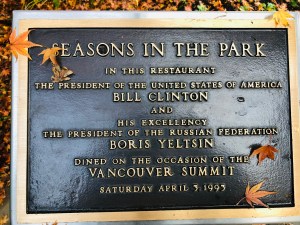 SEASONS IN THE PARK
IN THIS RESTAURANT
THE PRESIDENT OF THE UNITED STATES OF AMERICA
BILL CLINTON
AND
HIS EXCELLENCY
THE PRESIDENT OF THE RUSSIAN FEDERATION
BORIS YELTSIN
DINED ON THE OCCASION OF THE
VANCOUVER SUMMIT
SATURDAY APRIL 3, 1993